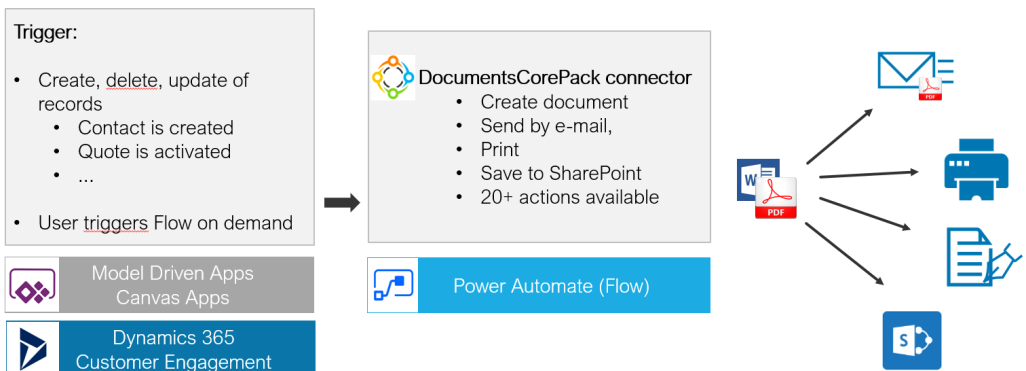 Trigger:
• Create, delete, update of
records
• Contact is created
• Quote is activated
• ...
• User triggers Flow on demand
Model Driven Apps
Canvas Apps
Dynamics 365
Customer Engagement
DocumentsCorePack connector
• Create document
• Send by e-mail,
• Print
• Save to SharePoint
• 20+ actions available
Power Automate (Flow)
W
PDF
PDF
S